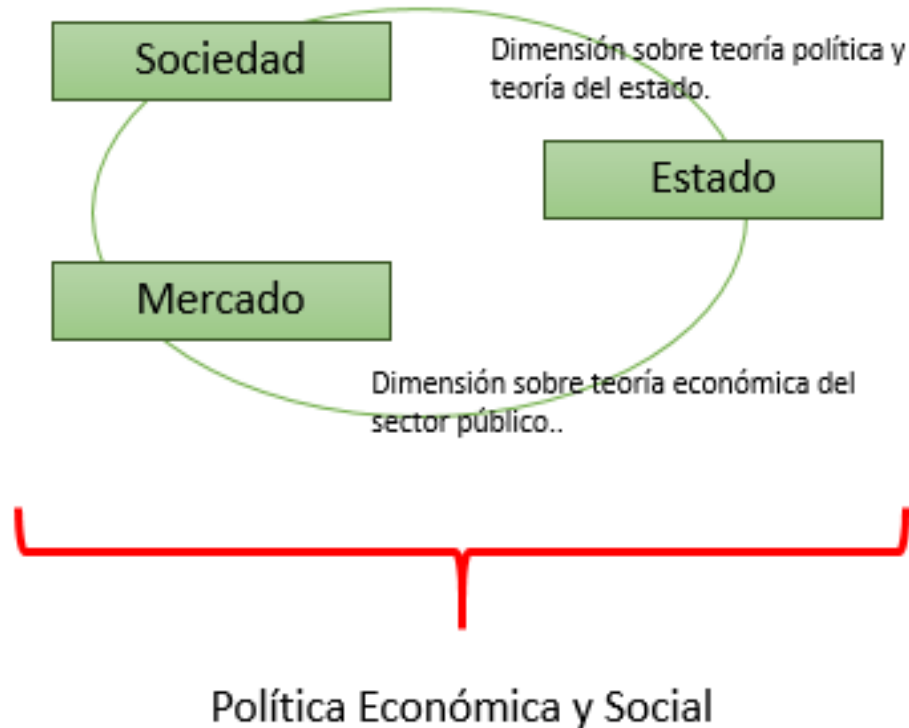 Sociedad
Dimensión sobre teoría política y
teoría del estado.
Estado
Mercado
Dimensión sobre teoría económica del
sector público..
Política Económica y Social